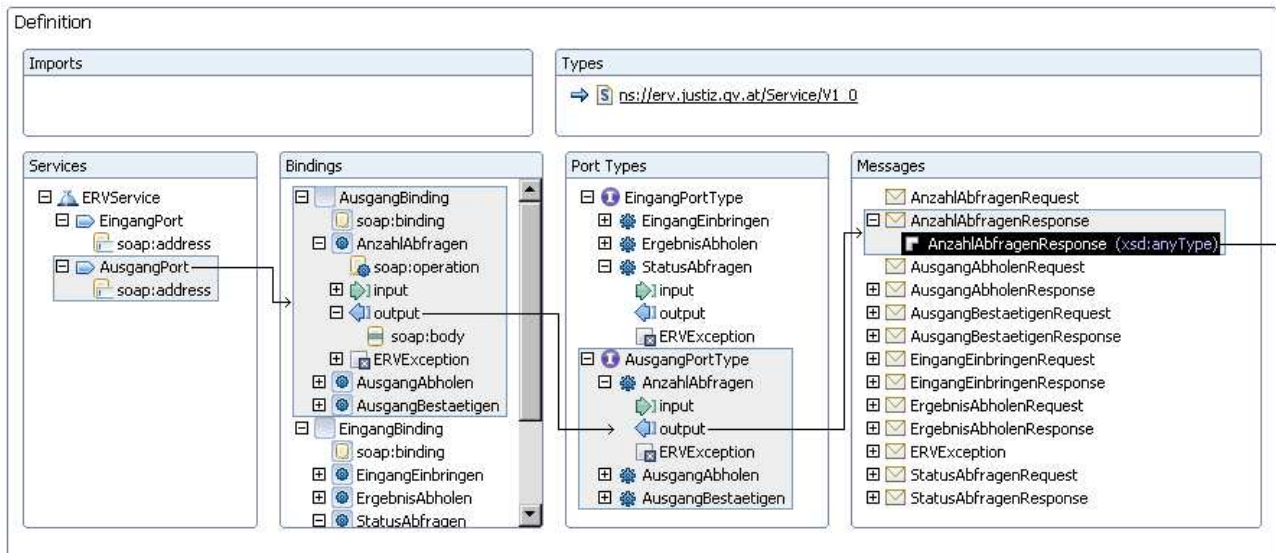 Definition
Imports
Types
ns://erv.justiz.gv.at/Service/V1_0
Services
ERVService
EingangPort
soap:address
AusgangPort
soap:address
Bindings
AusgangBinding
soap:binding
AnzahlAbfragen
soap:operation
input
output
soap:body
ERVException
AusgangAbholen
AusgangBestaetigen
EingangBinding
soap:binding
EingangEinbringen
ErgebnisAbholen
StatusAbfragen
Port Types
EingangPortType
EingangEinbringen
ErgebnisAbholen
StatusAbfragen
input
output
ERVException
AusgangPortType
AnzahlAbfragen
input
output
ERVException
AusgangAbholen
AusgangBestaetigen
Messages
AnzahlAbfragenRequest
AnzahlAbfragenResponse
AnzahlAbfragenResponse (xsd:anyType)
AusgangAbholenRequest
AusgangAbholenResponse
AusgangBestaetigenRequest
AusgangBestaetigenResponse
EingangEinbringenRequest
EingangEinbringenResponse
ErgebnisAbholenRequest
ErgebnisAbholenResponse
ERVException
StatusAbfragenRequest
StatusAbfragenResponse